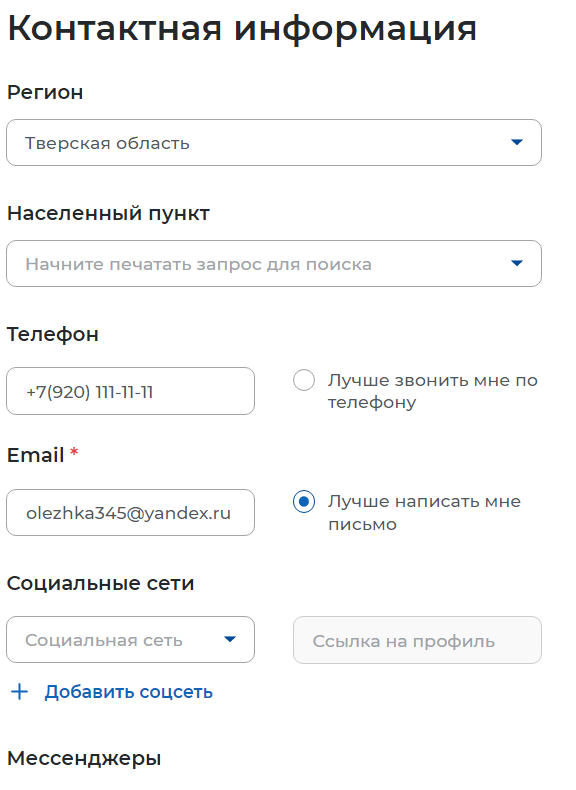 Контактная информация
Регион
Тверская область
Населенный пункт
Начните печатать запрос для поиска
Телефон
+7(920) 111-11-11
Лучше звонить мне по
телефону
Email *
olezhka345@yandex.ru
Лучше написать мне
письмо
Социальные сети
Социальная сеть
Ссылка на профиль
+ Добавить соцсеть
Мессенджеры